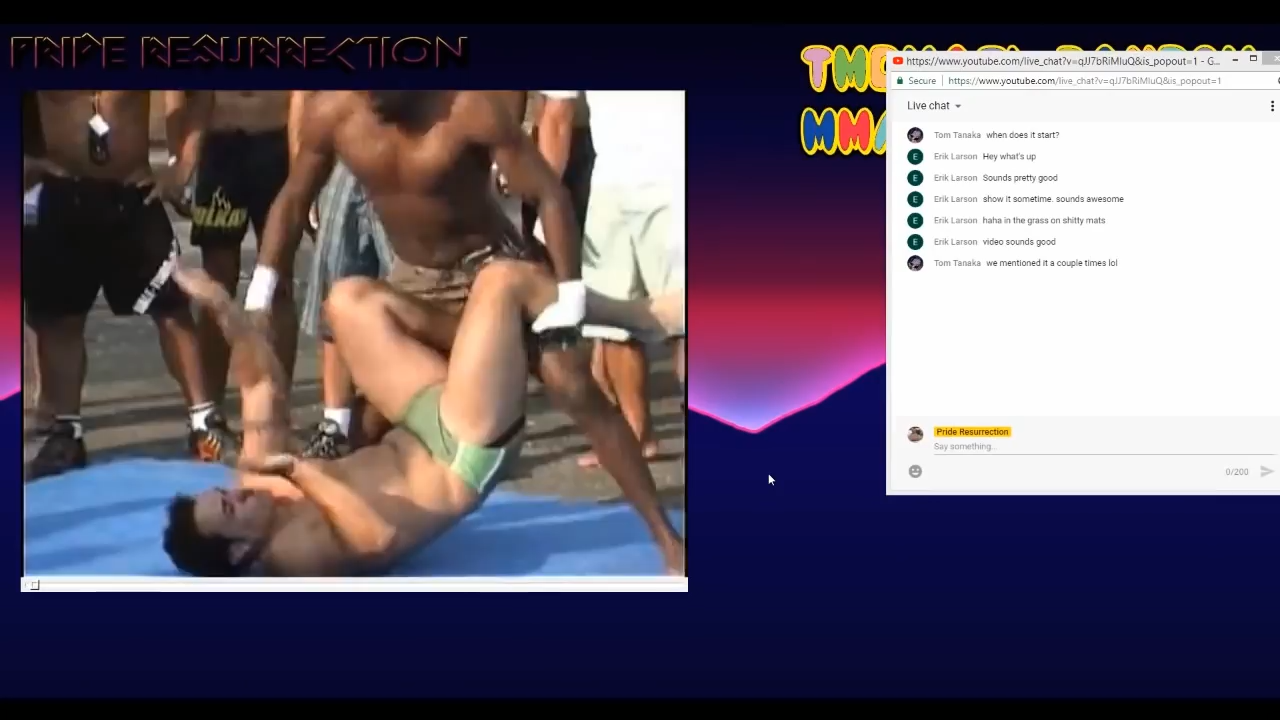 PRIDE RESURRECTION
MMA
https://www.youtube.com/live_chat?v=qJJ7bRiMIuQ&is_popout=1 - G...
Secure | https://www.youtube.com/live_chat?v=qJJ7bRiMIuQ&is_popout=1
Live chat
Tom Tanaka when does it start?
Erik Larson Hey what's up
Erik Larson Sounds pretty good
Erik Larson show it sometime. sounds awesome
Erik Larson haha in the grass on shitty mats
Erik Larson video sounds good
Tom Tanaka we mentioned it a couple times lol
Pride Resurrection
Say something...
0/200